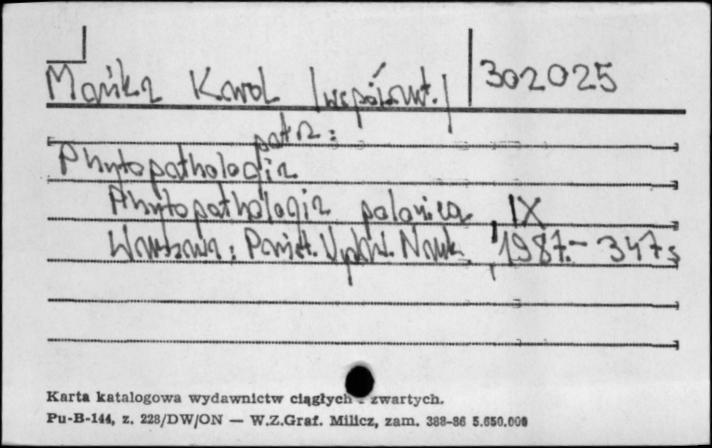 Mańka Karol /współaut./ 302025
patrz:
Phytopathologia
Phytopathologia polonica IX
Warszawa: Państ. Wydaw. Nauk. 1987.- 347 s
Karta katalogowa wydawnictw ciągłych i zwartych.
Pu-B-144, z. 228/DW/ON — W.Z.Graf. Milicz, zam. 388-86 5.650.000